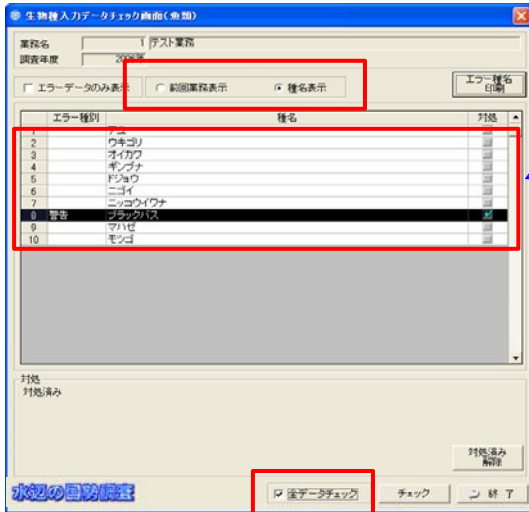 生物種入力データチェック画面(魚類)
業務名 1 テスト業務
調査年度 2006年
エラーデータのみ表示 前回業務表示 種名表示 エラー種名
印刷
エラー種別 種名 対処
1 アユ
2 ウキゴリ
3 オイカワ
4 ギンブナ
5 ドジョウ
6 ニゴイ
7 ニッコウイワナ
8 警告 ブラックバス
9 マハゼ
10 モツゴ
対処
対処済み
対処済み
解除
水辺の国勢調査 全データチェック チェック 終了